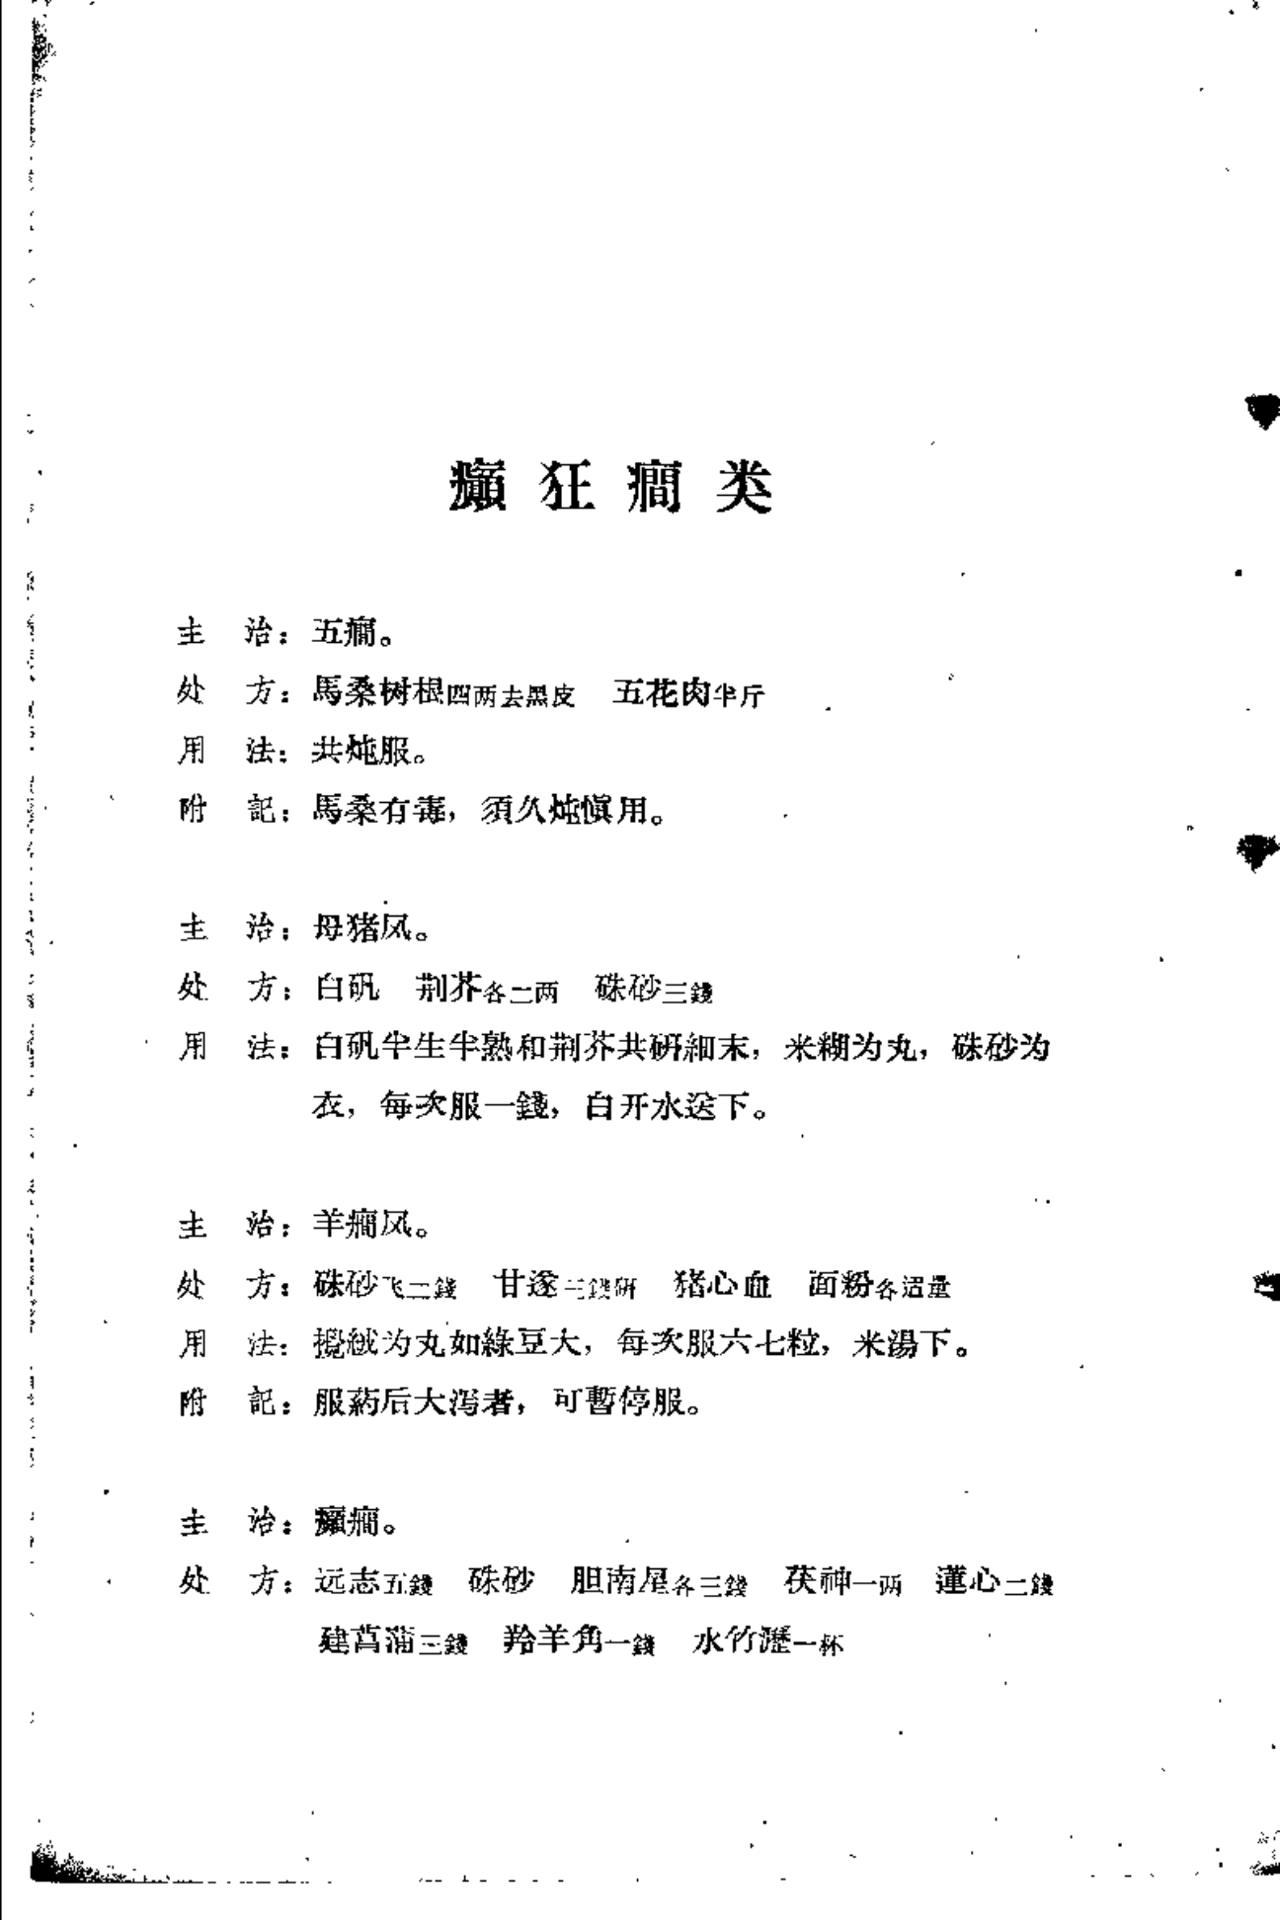 癲狂癎类
主　治：五癎。
处　方：馬桑树根四两去黑皮　五花肉半斤
用　法：共炖服。
附　記：馬桑有毒，須久炖愼用。
主　治：母猪风。
处　方：白矾　荆芥各二两　硃砂三錢
用　法：白矾半生半熟和荆芥共研細末，米糊为丸，硃砂为
衣，每次服一錢，白开水送下。
主　治：羊癎风。
处　方：硃砂飞二錢　甘遂二錢研　猪心血　面粉各适量
用　法：攪絨为丸如綠豆大，每次服六七粒，米湯下。
附　記：服葯后大泻者，可暫停服。
主　治：癲癎。
处　方：远志五錢　硃砂　胆南星各三錢　茯神一两　蓮心二錢
建菖蒲三錢　羚羊角一錢　水竹瀝一杯